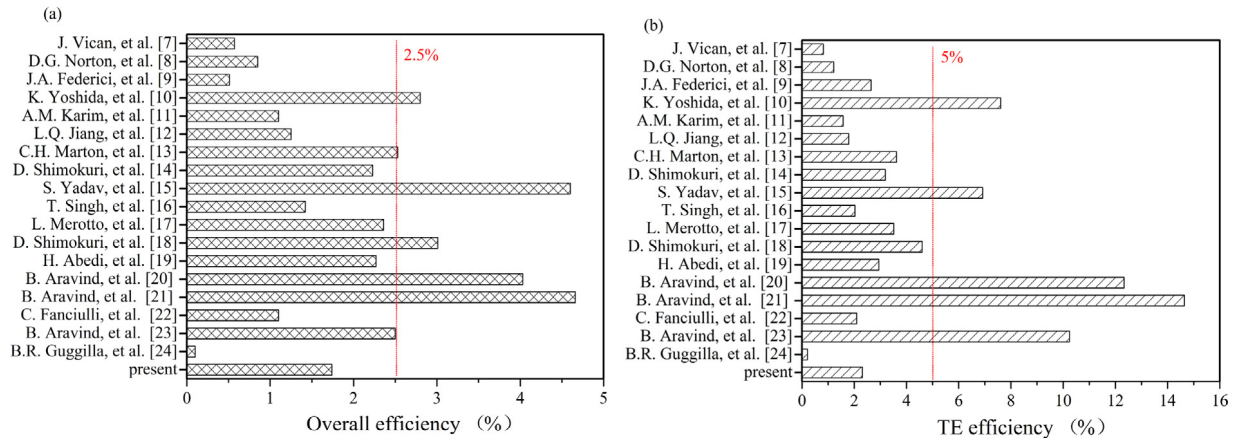 (a)
J. Vican, et al. [7]
D.G. Norton, et al. [8]
J.A. Federici, et al. [9]
K. Yoshida, et al. [10]
A.M. Karim, et al. [11]
L.Q. Jiang, et al. [12]
C.H. Marton, et al. [13]
D. Shimokuri, et al. [14]
S. Yadav, et al. [15]
T. Singh, et al. [16]
L. Merotto, et al. [17]
D. Shimokuri, et al. [18]
H. Abedi, et al. [19]
B. Aravind, et al. [20]
B. Aravind, et al. [21]
C. Fanciulli, et al. [22]
B. Aravind, et al. [23]
B.R. Guggilla, et al. [24]
present
2.5%
0 1 2 3 4 5
Overall efficiency （%）
(b)
J. Vican, et al. [7]
D.G. Norton, et al. [8]
J.A. Federici, et al. [9]
K. Yoshida, et al. [10]
A.M. Karim, et al. [11]
L.Q. Jiang, et al. [12]
C.H. Marton, et al. [13]
D. Shimokuri, et al. [14]
S. Yadav, et al. [15]
T. Singh, et al. [16]
L. Merotto, et al. [17]
D. Shimokuri, et al. [18]
H. Abedi, et al. [19]
B. Aravind, et al. [20]
B. Aravind, et al. [21]
C. Fanciulli, et al. [22]
B. Aravind, et al. [23]
B.R. Guggilla, et al. [24]
present
5%
0 2 4 6 8 10 12 14 16
TE efficiency （%）